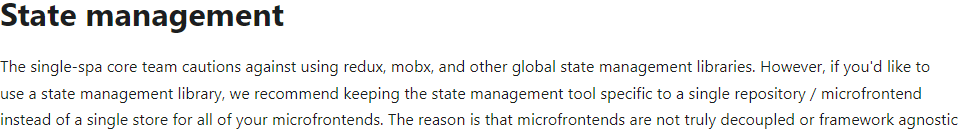 State management
The single-spa core team cautions against using redux, mobx, and other global state management libraries. However, if you'd like to
use a state management library, we recommend keeping the state management tool specific to a single repository / microfrontend
instead of a single store for all of your microfrontends. The reason is that microfrontends are not truly decoupled or framework agnostic